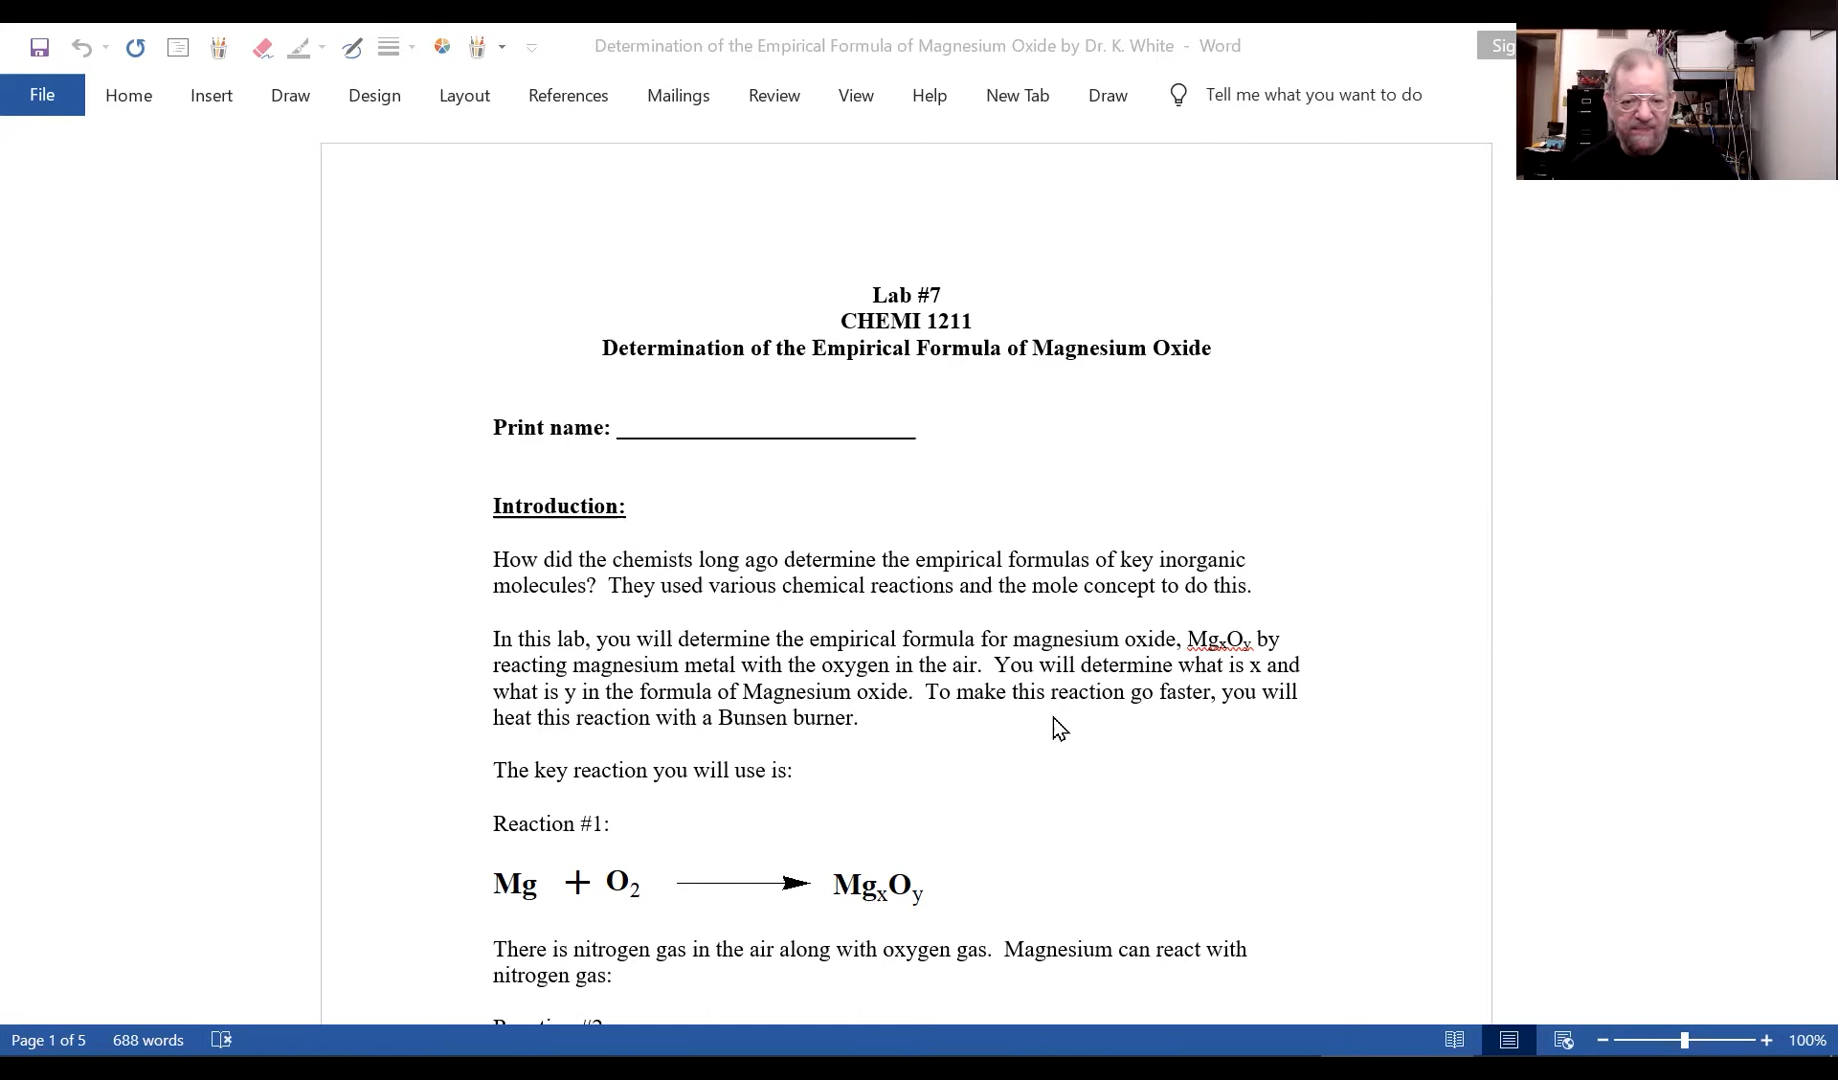 Determination of the Empirical Formula of Magnesium Oxide by Dr. K. White - Word
Sig
File Home Insert Draw Design Layout References Mailings Review View Help New Tab Draw Tell me what you want to do
Lab #7
CHEMI 1211
Determination of the Empirical Formula of Magnesium Oxide
Print name: ____________________
Introduction:
How did the chemists long ago determine the empirical formulas of key inorganic
molecules? They used various chemical reactions and the mole concept to do this.
In this lab, you will determine the empirical formula for magnesium oxide, MgₓOᵧ by
reacting magnesium metal with the oxygen in the air. You will determine what is x and
what is y in the formula of Magnesium oxide. To make this reaction go faster, you will
heat this reaction with a Bunsen burner.
The key reaction you will use is:
Reaction #1:
Mg + O₂ → MgₓOᵧ
There is nitrogen gas in the air along with oxygen gas. Magnesium can react with
nitrogen gas:
Page 1 of 5 688 words 100%